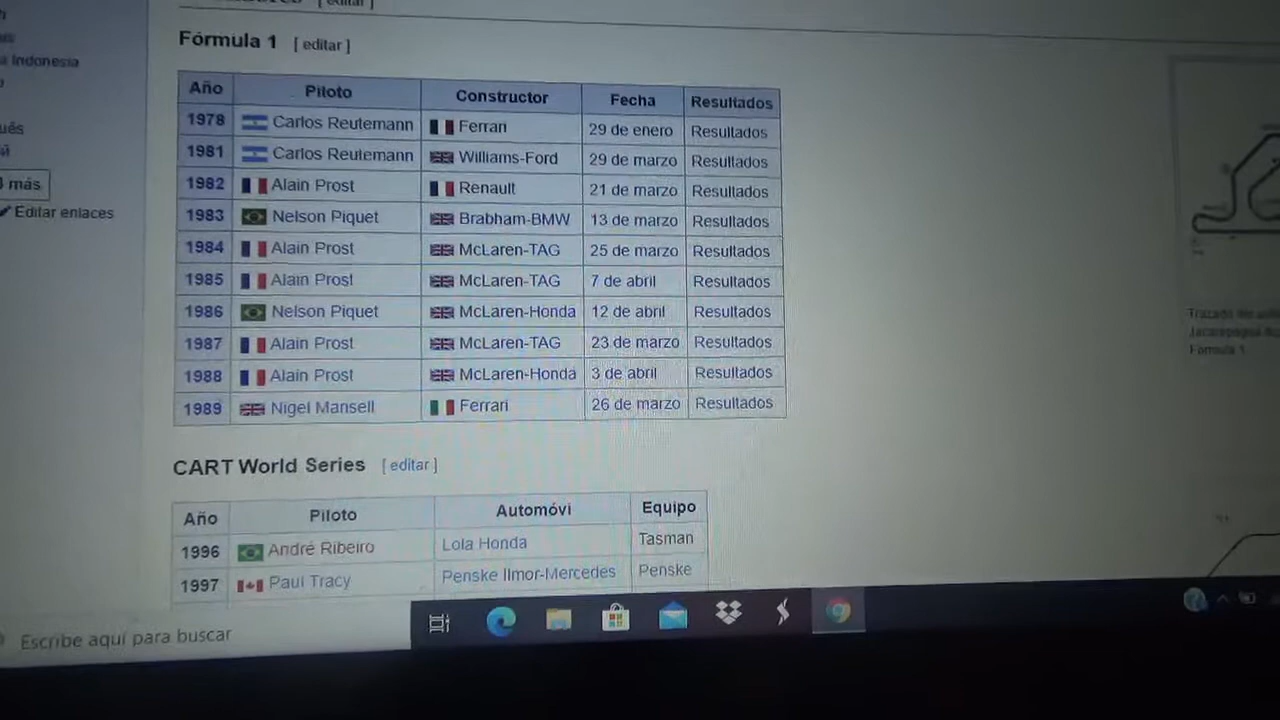 [ editar ]
Indonesia
más
Editar enlaces
Fórmula 1 [ editar ]
Año Piloto Constructor Fecha Resultados
1978 Carlos Reutemann Ferrari 29 de enero Resultados
1981 Carlos Reutemann Williams-Ford 29 de marzo Resultados
1982 Alain Prost Renault 21 de marzo Resultados
1983 Nelson Piquet Brabham-BMW 13 de marzo Resultados
1984 Alain Prost McLaren-TAG 25 de marzo Resultados
1985 Alain Prost McLaren-TAG 7 de abril Resultados
1986 Nelson Piquet McLaren-Honda 12 de abril Resultados
1987 Alain Prost McLaren-TAG 23 de marzo Resultados
1988 Alain Prost McLaren-Honda 3 de abril Resultados
1989 Nigel Mansell Ferrari 26 de marzo Resultados
CART World Series [ editar ]
Año Piloto Automóvi Equipo
1996 André Ribeiro Lola Honda Tasman
1997 Paul Tracy Penske Ilmor-Mercedes Penske
Fórmula 1
Escribe aquí para buscar